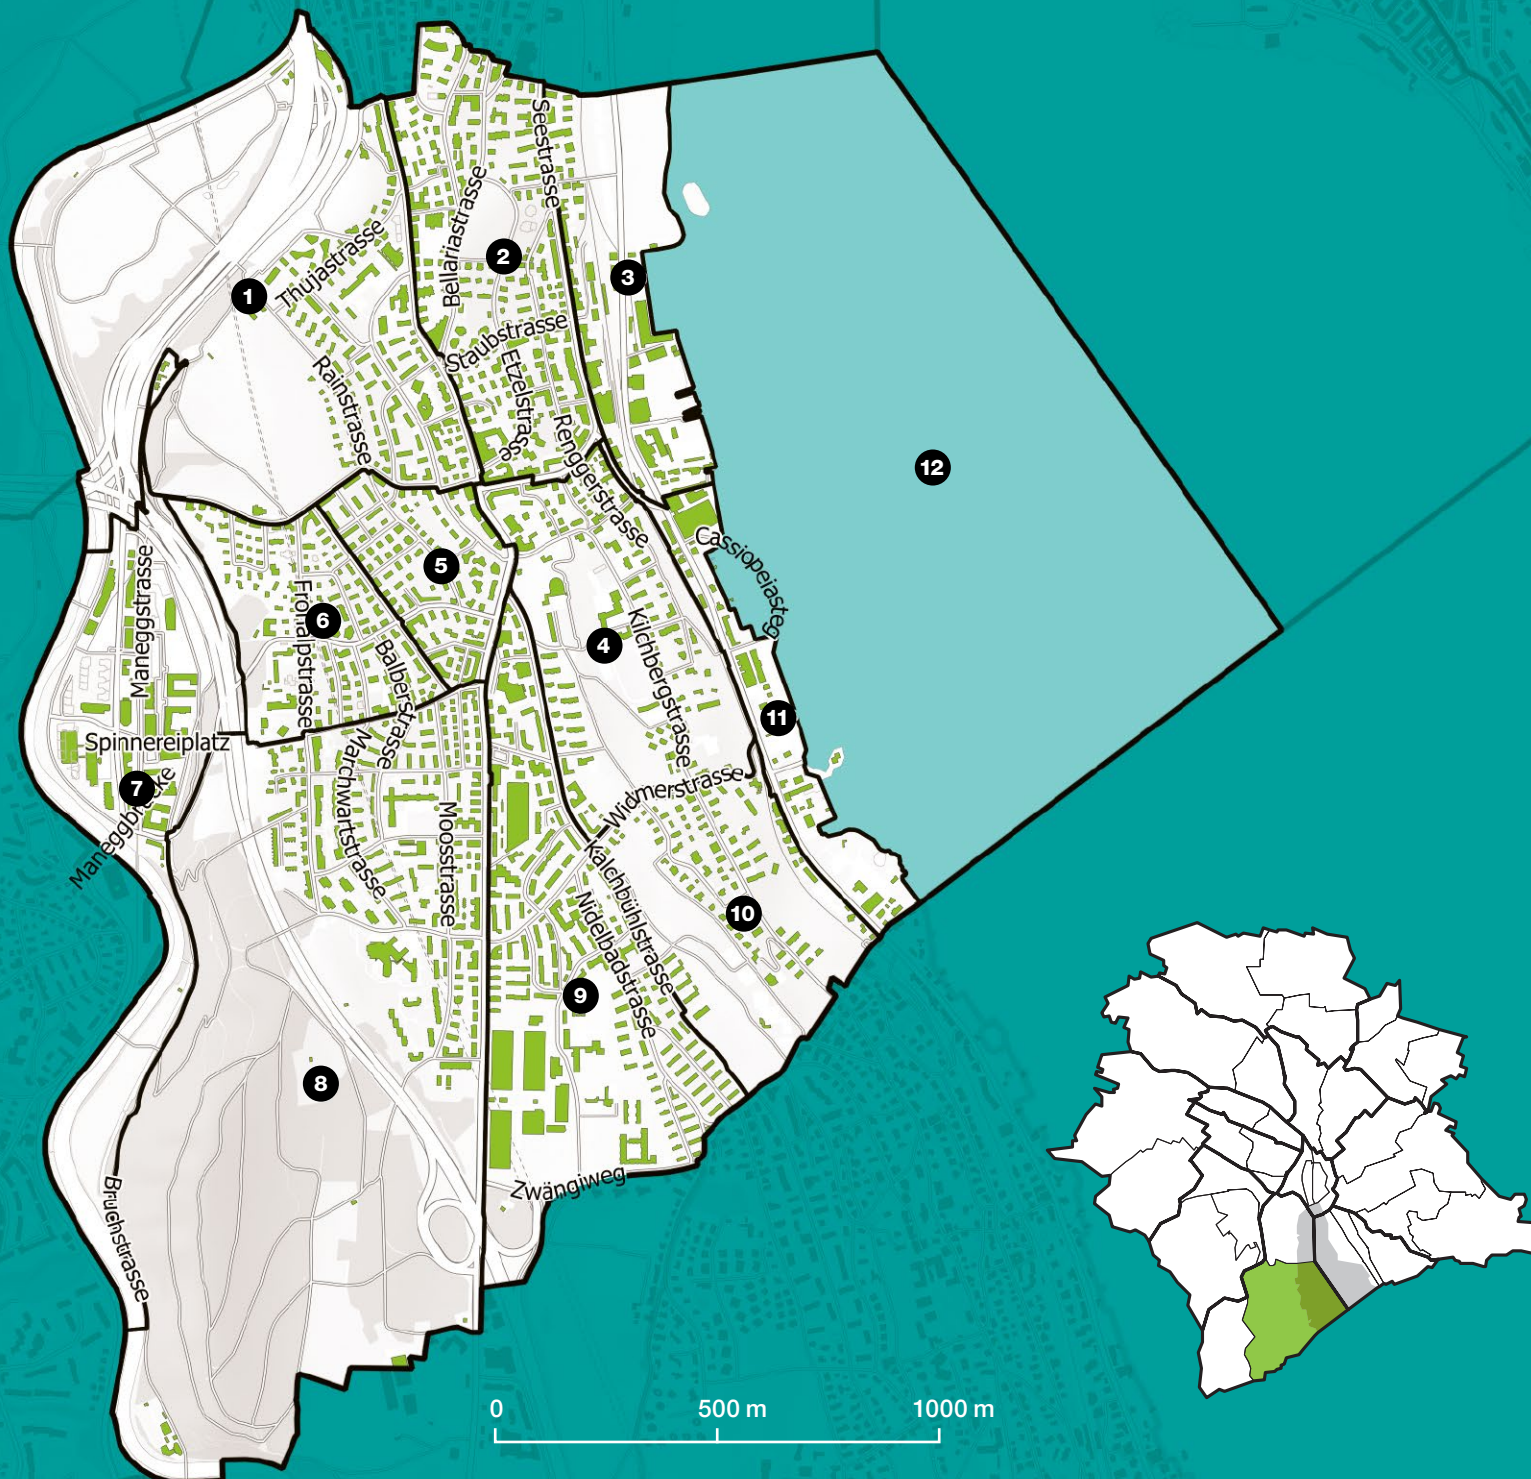 Seestrasse
Bellariastrasse
2
3
1
Thujastrasse
Staubstrasse
Etzelstrasse
Rainstrasse
Renggerstrasse
12
Cassiopeiasteg
5
Maneggstrasse
6
Frohalpstrasse
4
Kilchbergstrasse
Balberstrasse
11
Spinnereiplatz
7
Maneggbrücke
Marchwartstrasse
Widmerstrasse
Moosstrasse
Kalchbühlstrasse
10
Nidelbadstrasse
9
8
Zwängiweg
Bruchstrasse
0 500 m 1000 m